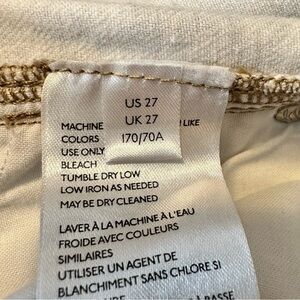 US 27
UK 27
170/70A
MACHINE LIKE
COLORS
USE ONLY
BLEACH
TUMBLE DRY LOW
LOW IRON AS NEEDED
MAY BE DRY CLEANED
LAVER À LA MACHINE À L'EAU
FROIDE AVEC COULEURS
SIMILAIRES
UTILISER UN AGENT DE
BLANCHIMENT SANS CHLORE SI
À PASSE